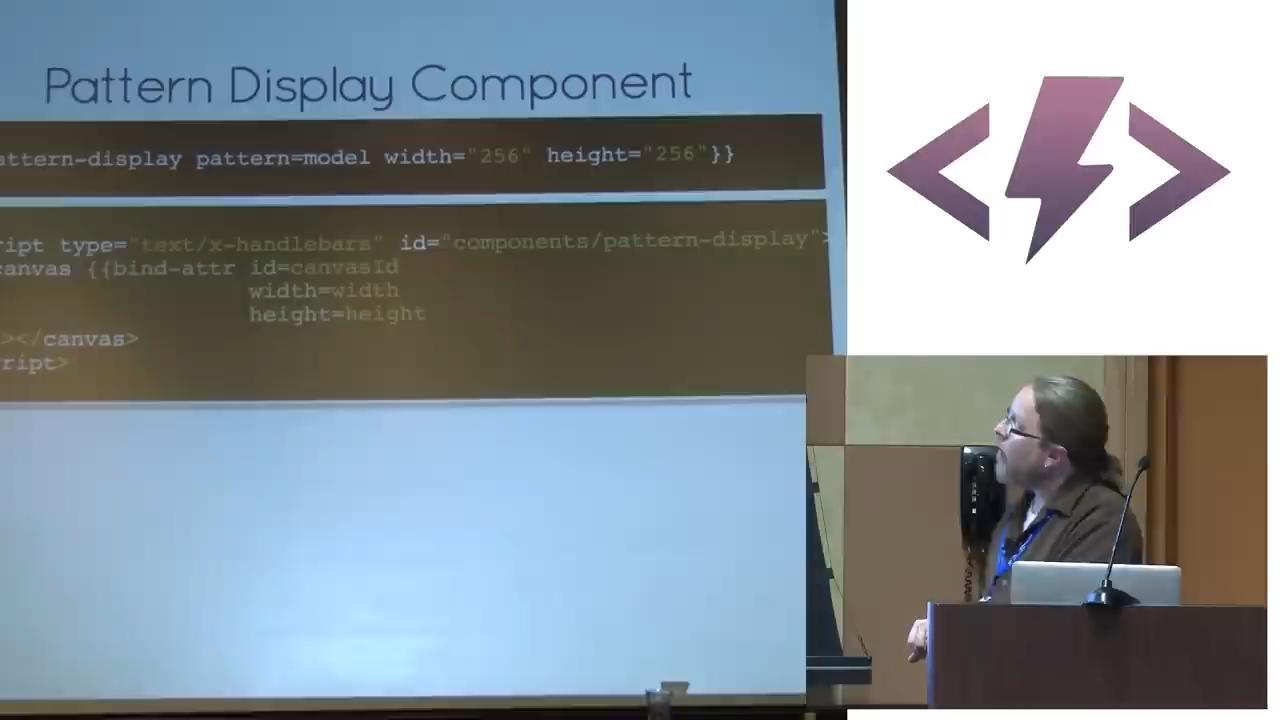 Pattern Display Component
attern-display pattern=model width="256" height="256"}}
ript type="text/x-handlebars" id="components/pattern-display">
canvas {{bind-attr id=canvasId
width=width
height=height
></canvas>
ript>